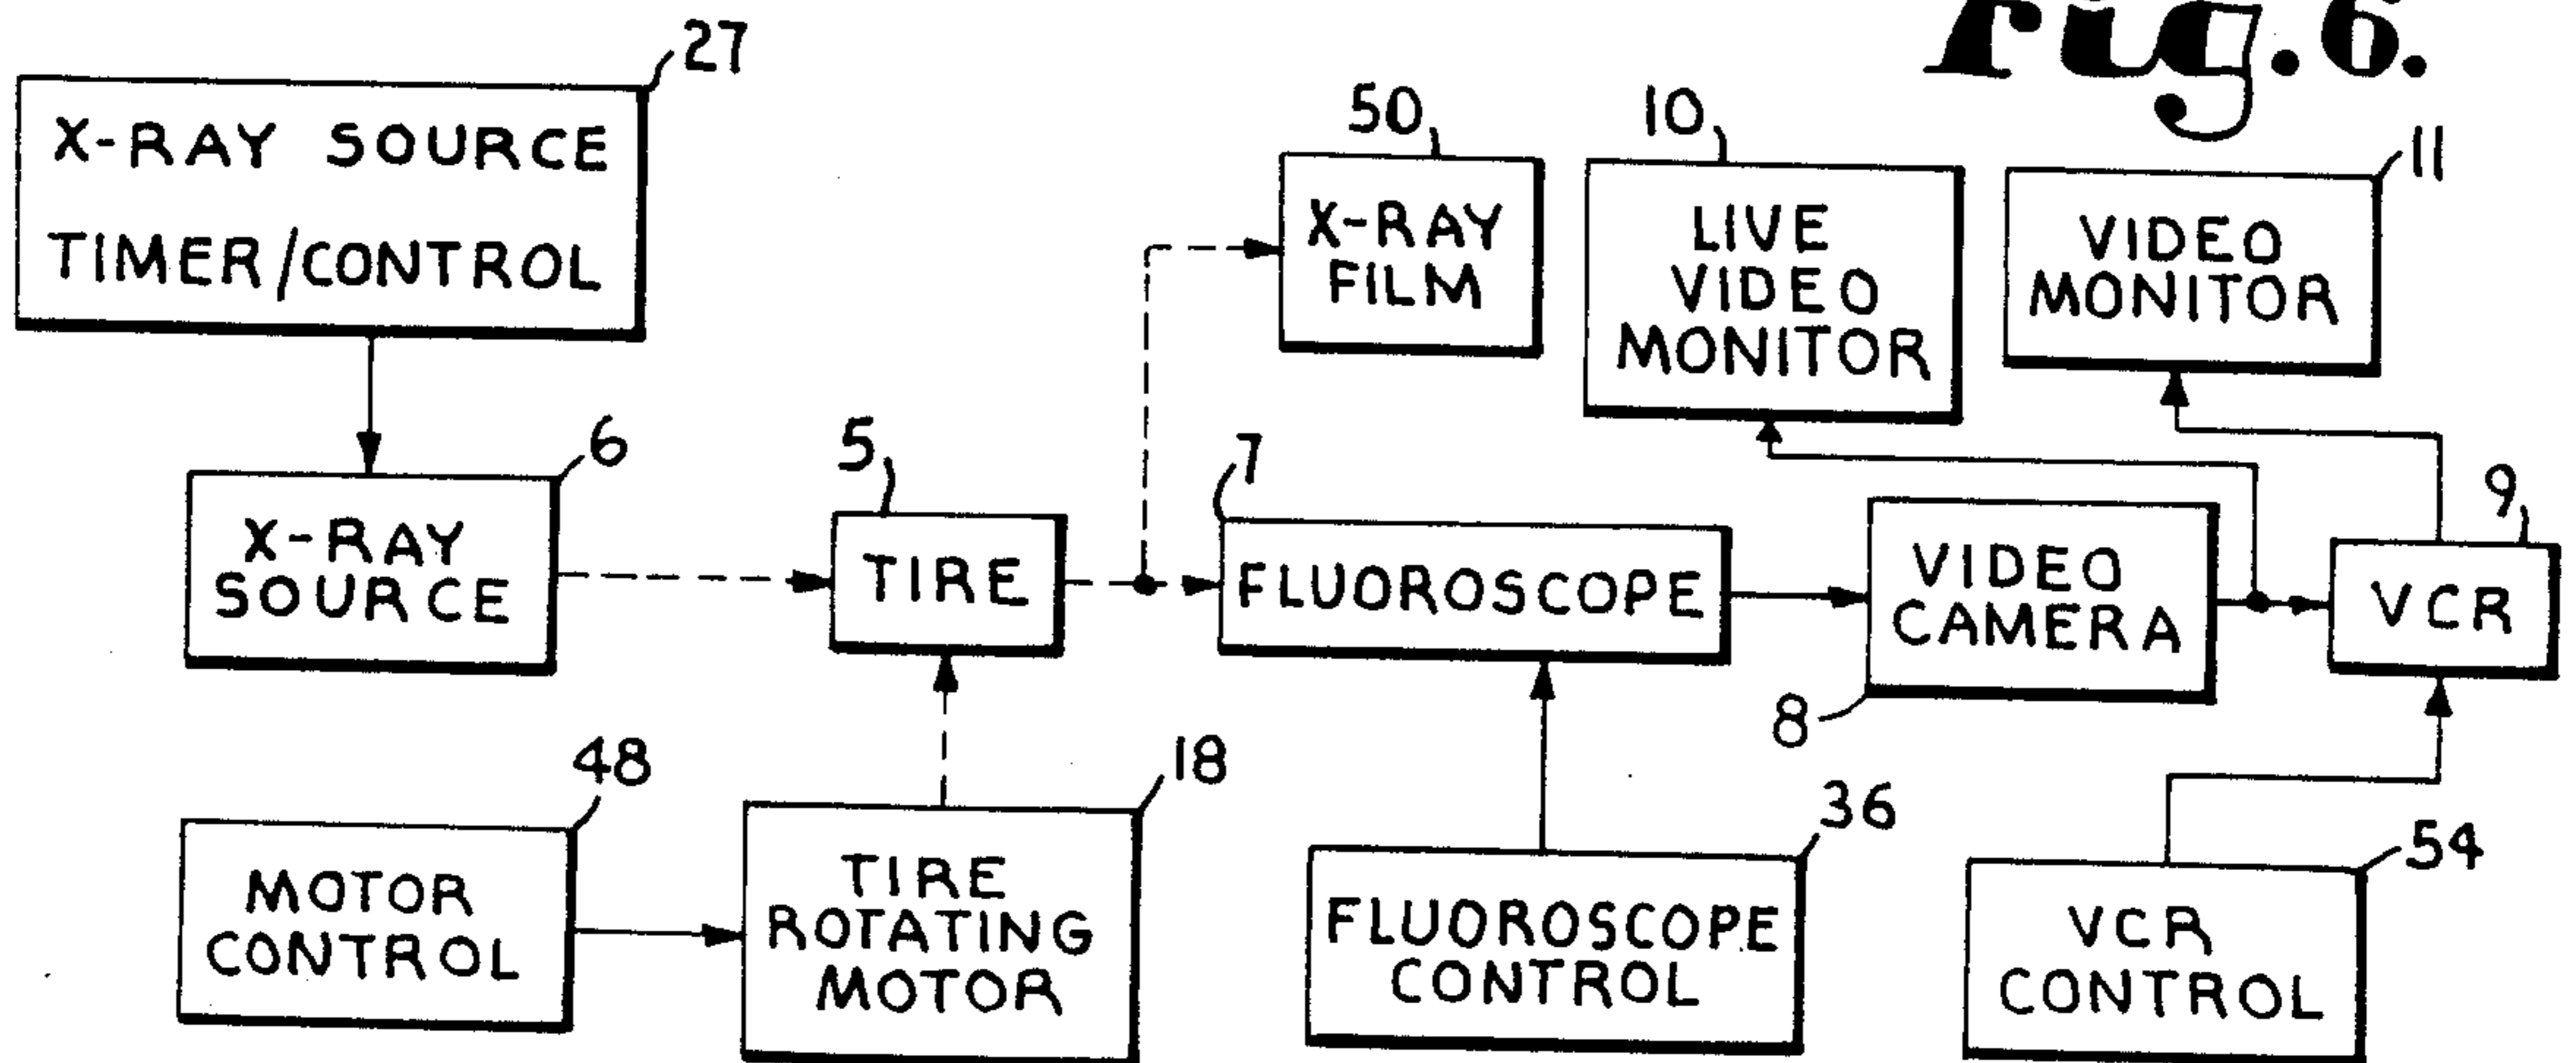 Fig. 6.
27
X-RAY SOURCE
TIMER/CONTROL
50
X-RAY
FILM
10
LIVE
VIDEO
MONITOR
11
VIDEO
MONITOR
6
X-RAY
SOURCE
5
TIRE
7
FLUOROSCOPE
8
VIDEO
CAMERA
9
VCR
48
MOTOR
CONTROL
18
TIRE
ROTATING
MOTOR
36
FLUOROSCOPE
CONTROL
54
VCR
CONTROL